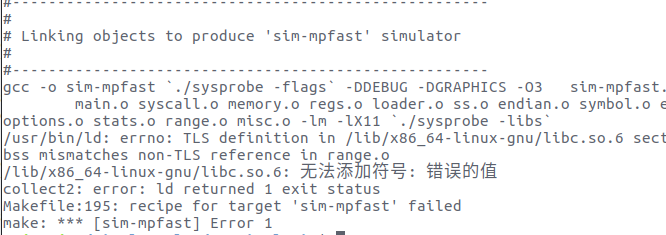 #--------------------------------------------------
#
# Linking objects to produce 'sim-mpfast' simulator
#
#--------------------------------------------------
gcc -o sim-mpfast `./sysprobe -flags` -DDEBUG -DGRAPHICS -O3   sim-mpfast.
        main.o syscall.o memory.o regs.o loader.o ss.o endian.o symbol.o e
options.o stats.o range.o misc.o -lm -lX11 `./sysprobe -libs`
/usr/bin/ld: errno: TLS definition in /lib/x86_64-linux-gnu/libc.so.6 sect
bss mismatches non-TLS reference in range.o
/lib/x86_64-linux-gnu/libc.so.6: 无法添加符号: 错误的值
collect2: error: ld returned 1 exit status
Makefile:195: recipe for target 'sim-mpfast' failed
make: *** [sim-mpfast] Error 1